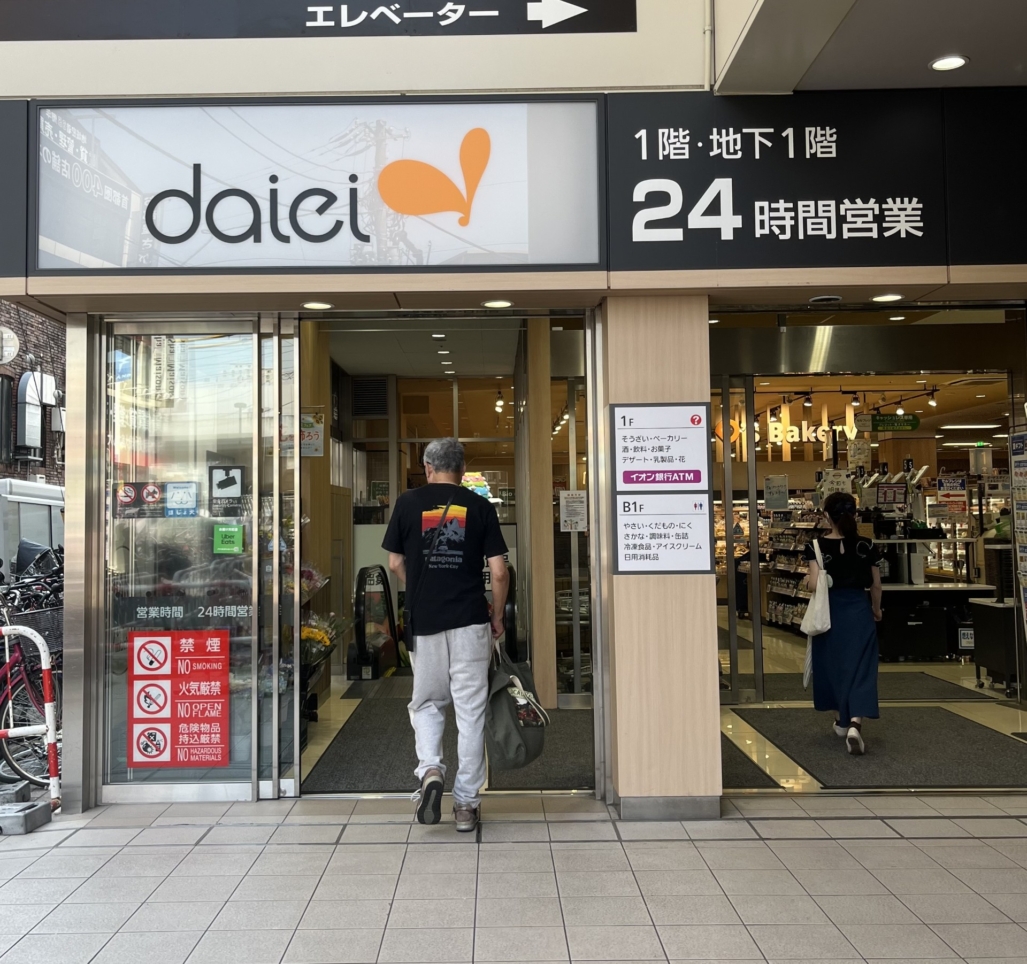 エレベーター
daiei
1階・地下1階
24時間営業
1F
?
そうざい・ベーカリー
酒・飲料・お菓子
デザート・乳製品・花
イオン銀行ATM
B1F
やさい・くだもの・にく
さかな・調味料・缶詰
冷凍食品・アイスクリーム
日用消耗品
's Bakery
patagonia
New York City
Uber
Eats
営業時間 24時間営業
禁煙
NO SMOKING
火気厳禁
NO OPEN
FLAME
危険物品
持込厳禁
NO HAZARDOUS
MATERIALS